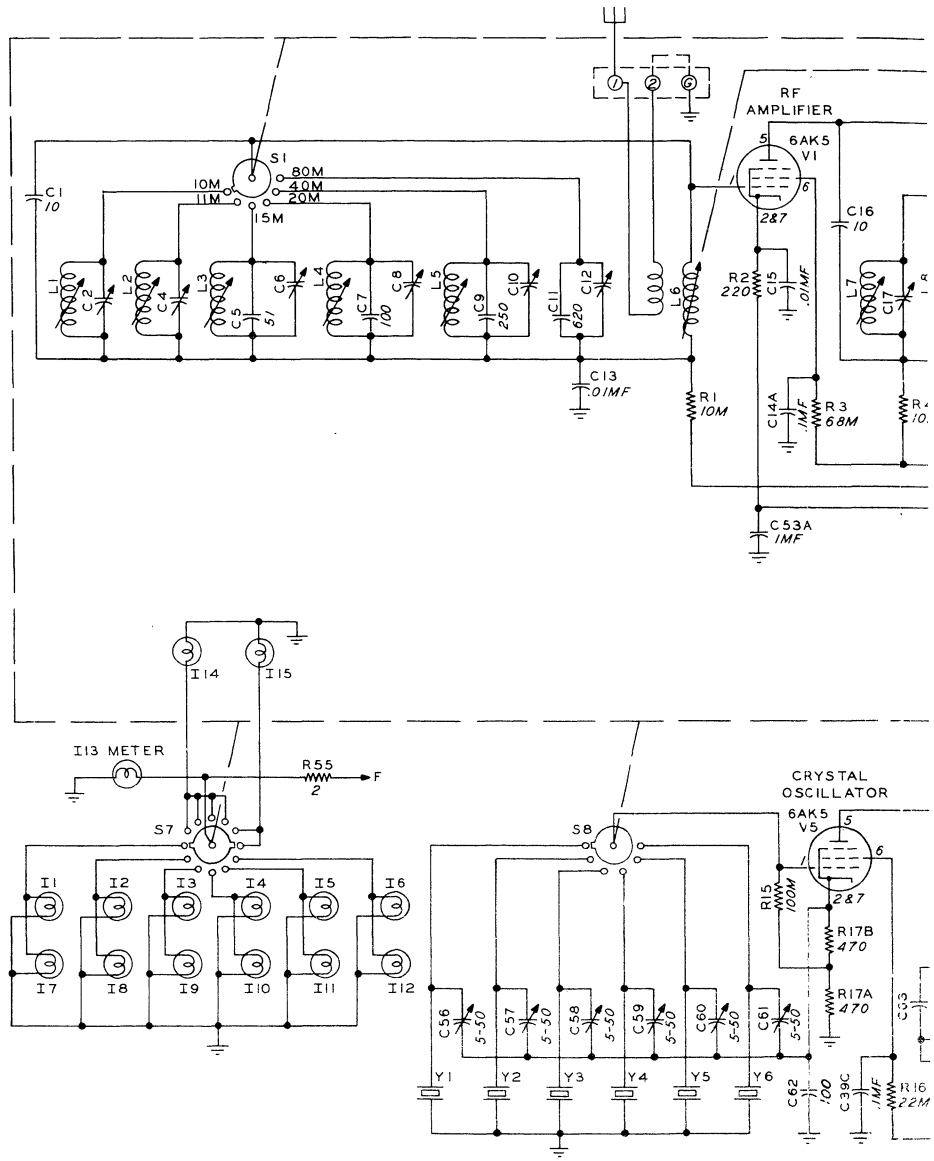 1 2 G
RF
AMPLIFIER
6AK5
V1
5
6
1
2&7
S1
80M
40M
20M
10M
11M
15M
C1
10
L1
C2
L2
C4
L3
C5
51
C6
L4
C7
100
C8
L5
C9
250
C10
C11
620
C12
C13
.01MF
L6
R1
10M
R2
220
C15
.01MF
C14A
.1MF
R3
68M
C16
10
L7
C17
C53A
1MF
I14
I15
I13 METER
R55
2
F
S7
I1 I2 I3 I4 I5 I6
I7 I8 I9 I10 I11 I12
S8
CRYSTAL
OSCILLATOR
6AK5
V5
5
6
1
2&7
R15
100M
R17B
470
R17A
470
C56
5-50
C57
5-50
C58
5-50
C59
5-50
C60
5-50
C61
5-50
Y1 Y2 Y3 Y4 Y5 Y6
C62
100
C39C
.1MF
R16
22M